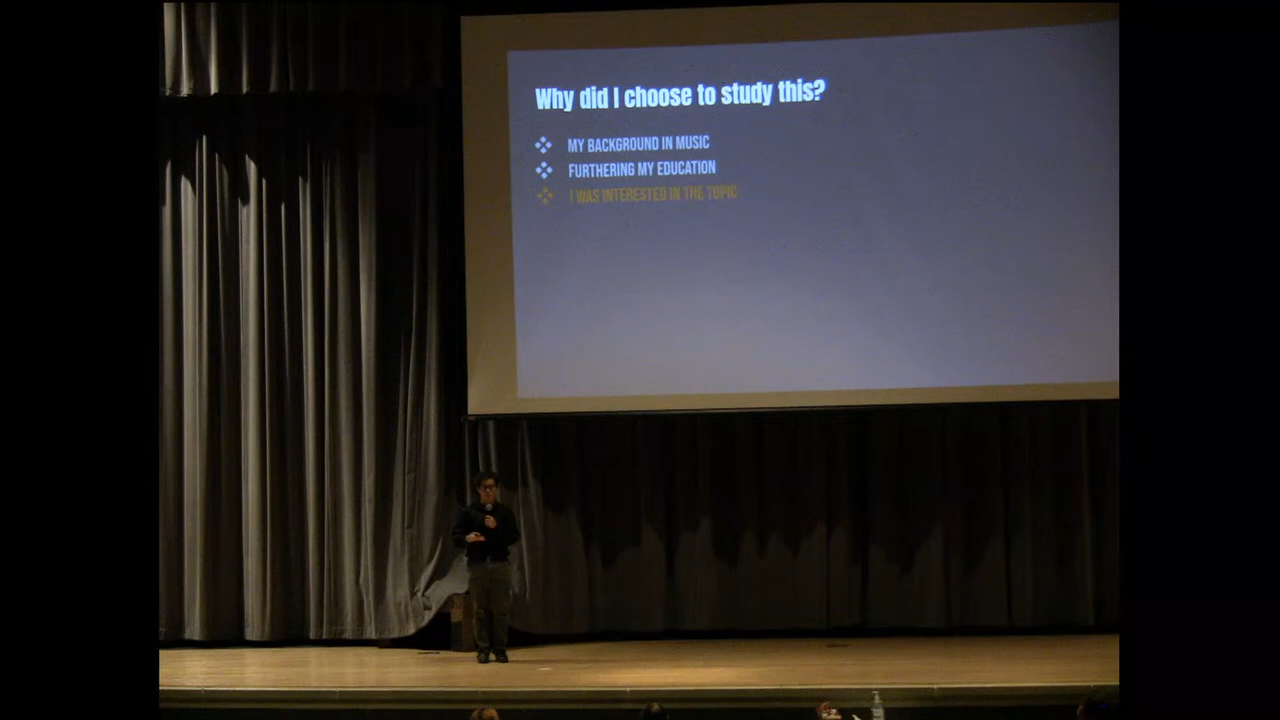 Why did I choose to study this?
MY BACKGROUND IN MUSIC
FURTHERING MY EDUCATION
I WAS INTERESTED IN THE TOPIC